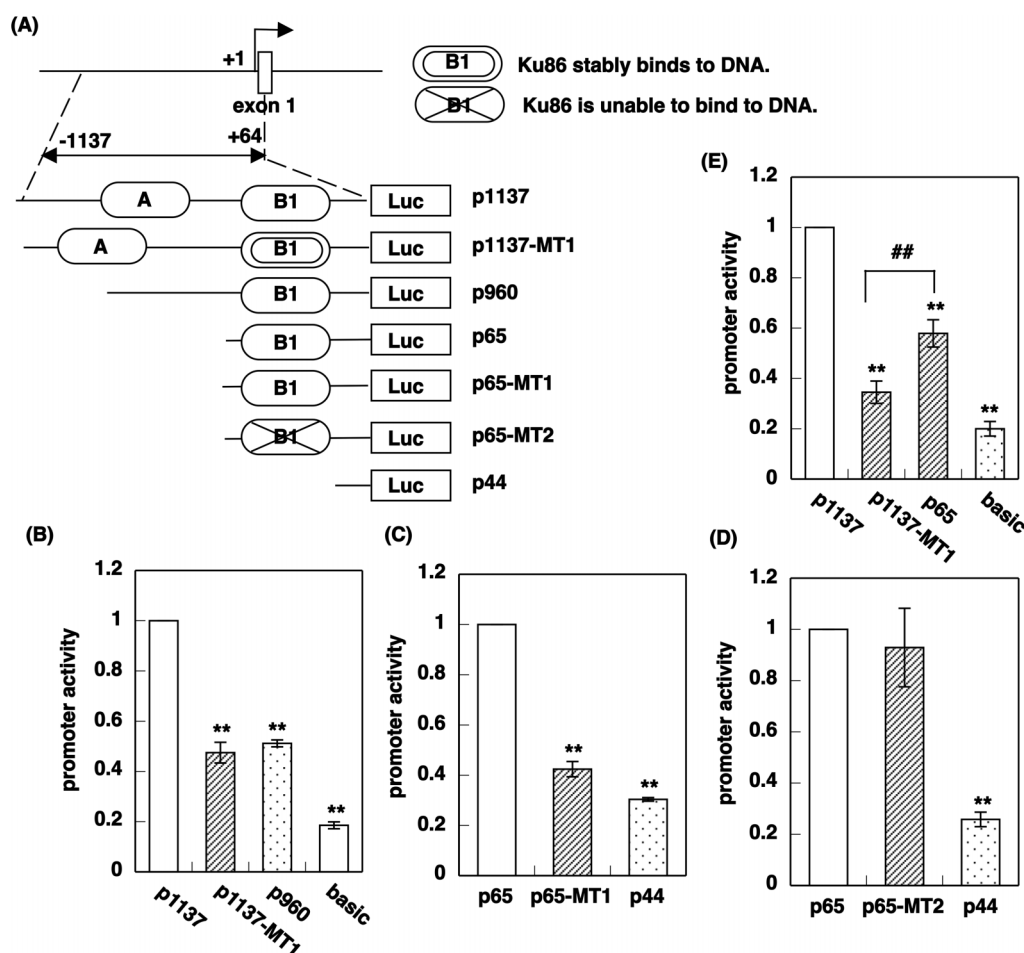 (A)
+1
exon 1
-1137
+64
B1
Ku86 stably binds to DNA.
B1
Ku86 is unable to bind to DNA.
A B1 Luc p1137
A B1 Luc p1137-MT1
B1 Luc p960
B1 Luc p65
B1 Luc p65-MT1
B1 Luc p65-MT2
Luc p44
(E)
promoter activity
1.2
1
0.8
0.6
0.4
0.2
0
##
**
**
**
p1137
p1137-MT1
p65
basic
(B)
promoter activity
1.2
1
0.8
0.6
0.4
0.2
0
**
**
**
p1137
p1137-MT1
p960
basic
(C)
promoter activity
1.2
1
0.8
0.6
0.4
0.2
0
**
**
p65 p65-MT1 p44
(D)
promoter activity
1.2
1
0.8
0.6
0.4
0.2
0
**
p65 p65-MT2 p44